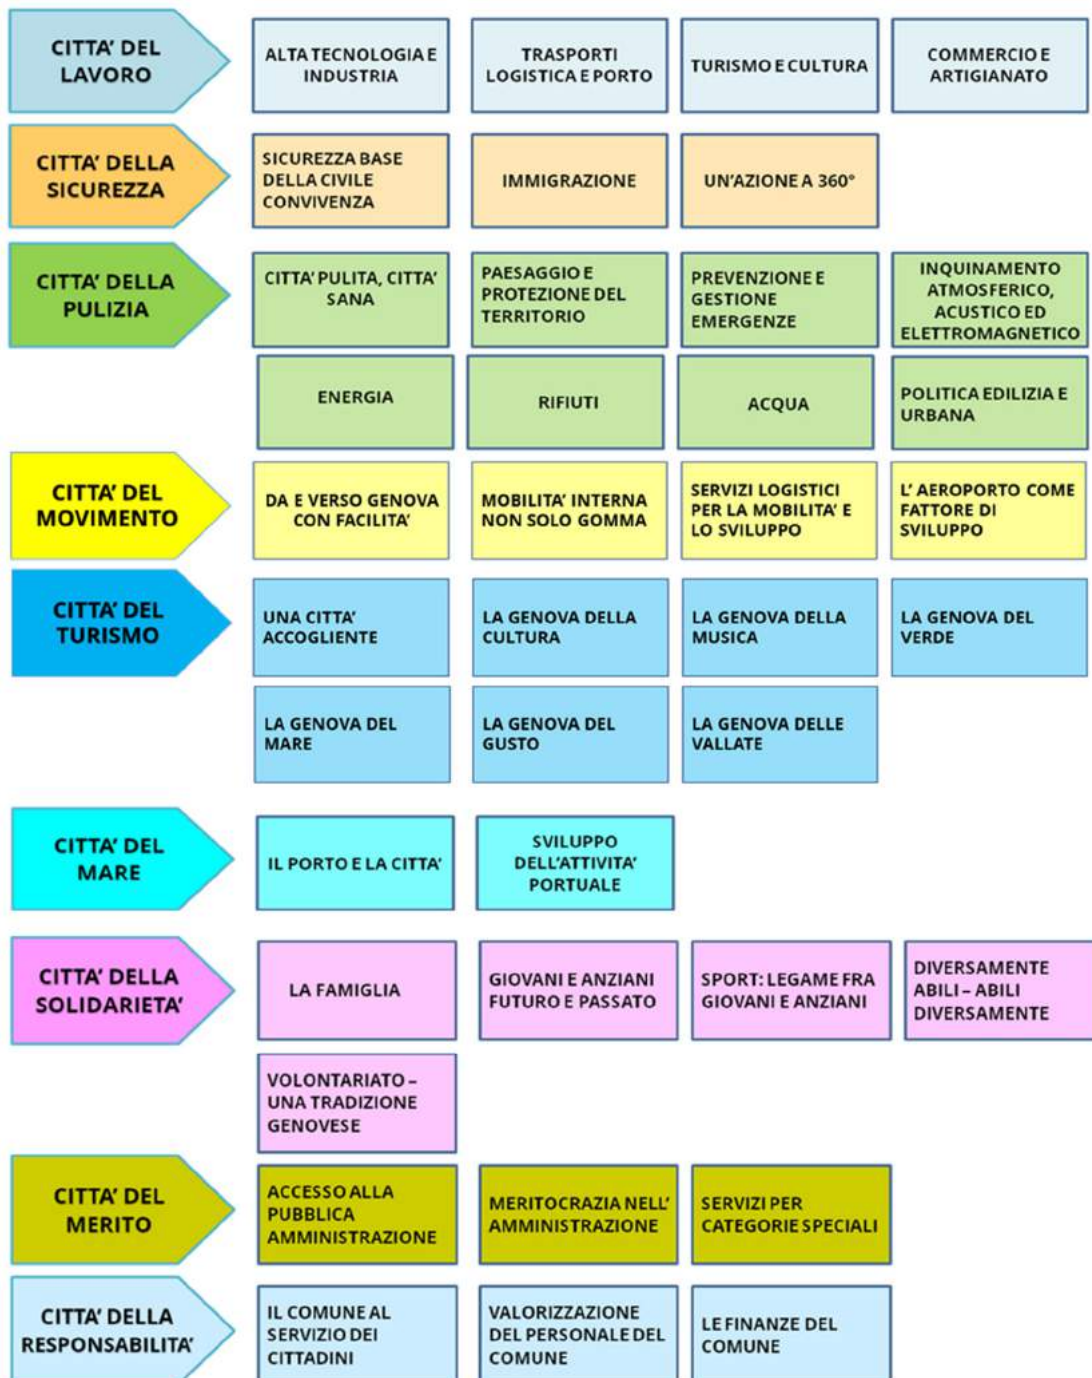 CITTA' DEL
LAVORO
ALTA TECNOLOGIA E
INDUSTRIA
TRASPORTI
LOGISTICA E PORTO
TURISMO E CULTURA
COMMERCIO E
ARTIGIANATO
CITTA' DELLA
SICUREZZA
SICUREZZA BASE
DELLA CIVILE
CONVIVENZA
IMMIGRAZIONE
UN'AZIONE A 360°
CITTA' DELLA
PULIZIA
CITTA' PULITA, CITTA'
SANA
PAESAGGIO E
PROTEZIONE DEL
TERRITORIO
PREVENZIONE E
GESTIONE
EMERGENZE
INQUINAMENTO
ATMOSFERICO,
ACUSTICO ED
ELETTROMAGNETICO
ENERGIA
RIFIUTI
ACQUA
POLITICA EDILIZIA E
URBANA
CITTA' DEL
MOVIMENTO
DA E VERSO GENOVA
CON FACILITA'
MOBILITA' INTERNA
NON SOLO GOMMA
SERVIZI LOGISTICI
PER LA MOBILITA' E
LO SVILUPPO
L' AEROPORTO COME
FATTORE DI
SVILUPPO
CITTA' DEL
TURISMO
UNA CITTA'
ACCOGLIENTE
LA GENOVA DELLA
CULTURA
LA GENOVA DELLA
MUSICA
LA GENOVA DEL
VERDE
LA GENOVA DEL
MARE
LA GENOVA DEL
GUSTO
LA GENOVA DELLE
VALLATE
CITTA' DEL
MARE
IL PORTO E LA CITTA'
SVILUPPO
DELL'ATTIVITA'
PORTUALE
CITTA' DELLA
SOLIDARIETA'
LA FAMIGLIA
GIOVANI E ANZIANI
FUTURO E PASSATO
SPORT: LEGAME FRA
GIOVANI E ANZIANI
DIVERSAMENTE
ABILI – ABILI
DIVERSAMENTE
VOLONTARIATO –
UNA TRADIZIONE
GENOVESE
CITTA' DEL
MERITO
ACCESSO ALLA
PUBBLICA
AMMINISTRAZIONE
MERITOCRAZIA NELL'
AMMINISTRAZIONE
SERVIZI PER
CATEGORIE SPECIALI
CITTA' DELLA
RESPONSABILITA'
IL COMUNE AL
SERVIZIO DEI
CITTADINI
VALORIZZAZIONE
DEL PERSONALE DEL
COMUNE
LE FINANZE DEL
COMUNE